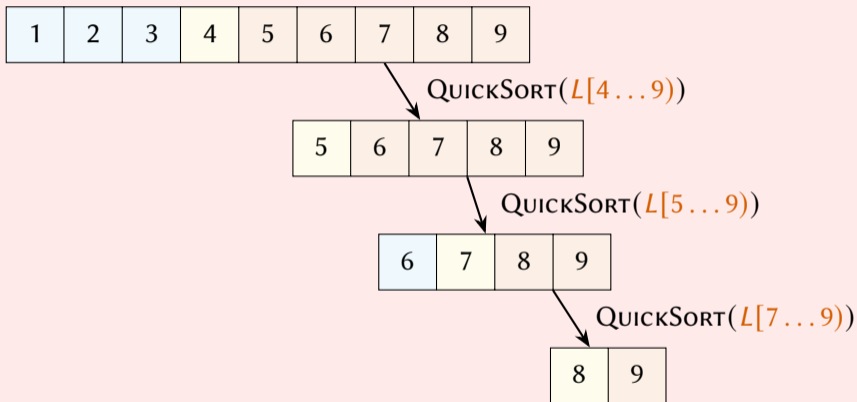 1 2 3 4 5 6 7 8 9
QUICKSORT(L[4 . . . 9))
5 6 7 8 9
QUICKSORT(L[5 . . . 9))
6 7 8 9
QUICKSORT(L[7 . . . 9))
8 9